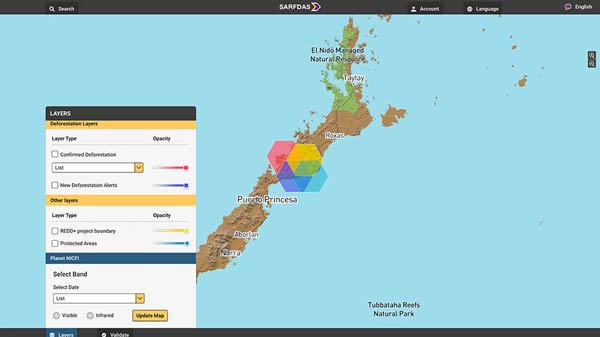 Search
SARFDAS
Account
Language
English
El Nido Managed
Natural Resource
Taytay
Roxas
Puerto Princesa
Aborlan
Narra
Tubbataha Reefs
Natural Park
LAYERS
Deforestation Layers
Layer Type Opacity
Confirmed Deforestation
List
New Deforestation Alerts
Other layers
Layer Type Opacity
REDD+ project boundary
Protected Areas
Planet NICFI
Select Band
Select Date
List
Visible Infrared Update Map
Layers Validate